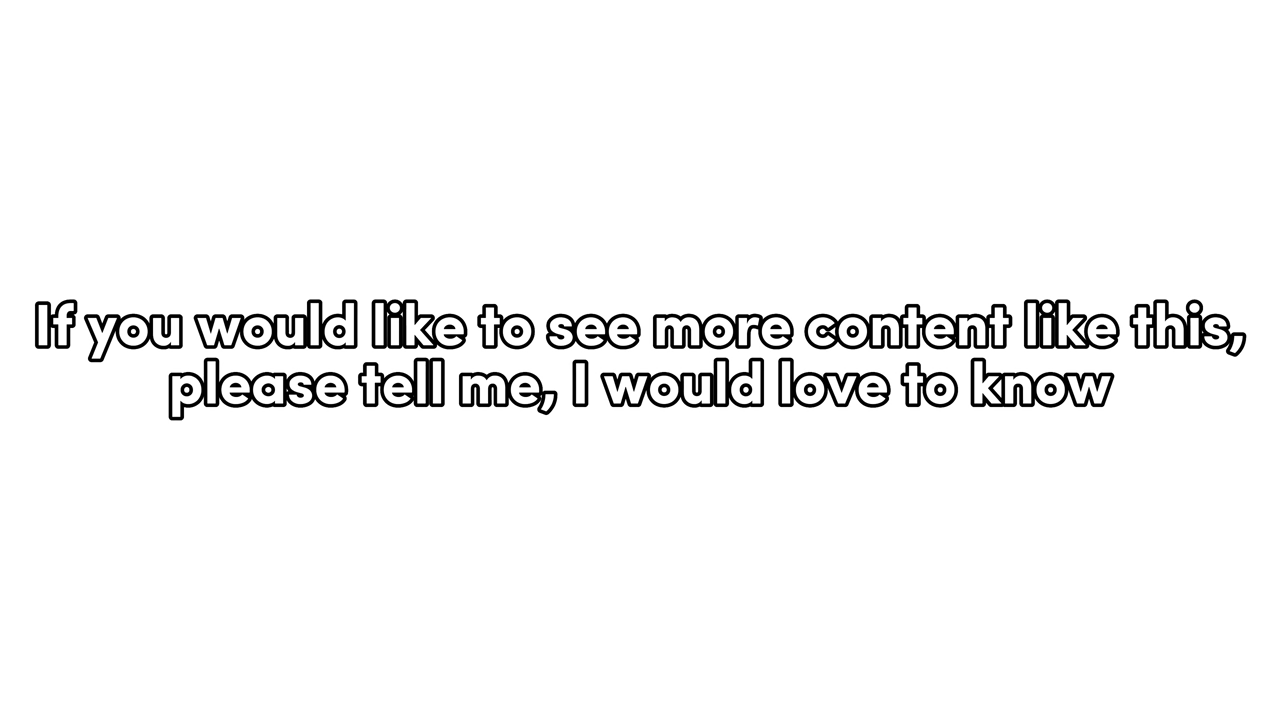 If you would like to see more content like this,
please tell me, I would love to know